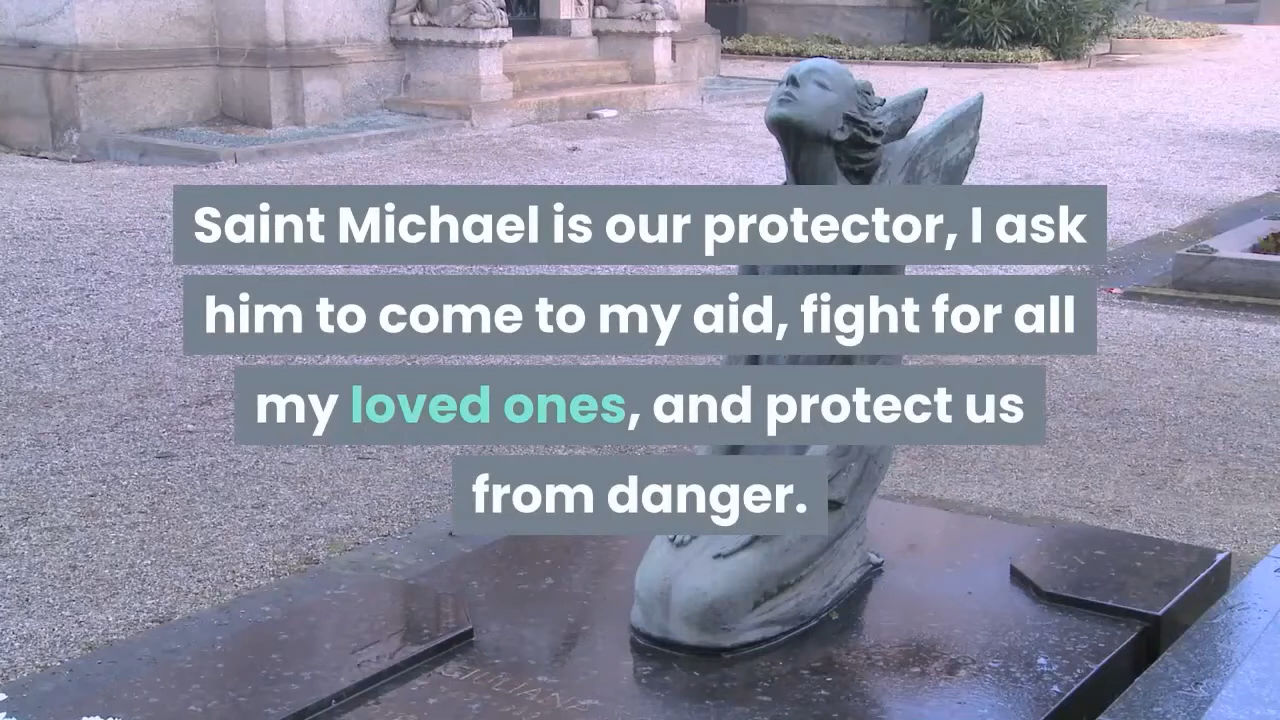 Saint Michael is our protector, I ask
him to come to my aid, fight for all
my loved ones, and protect us
from danger.